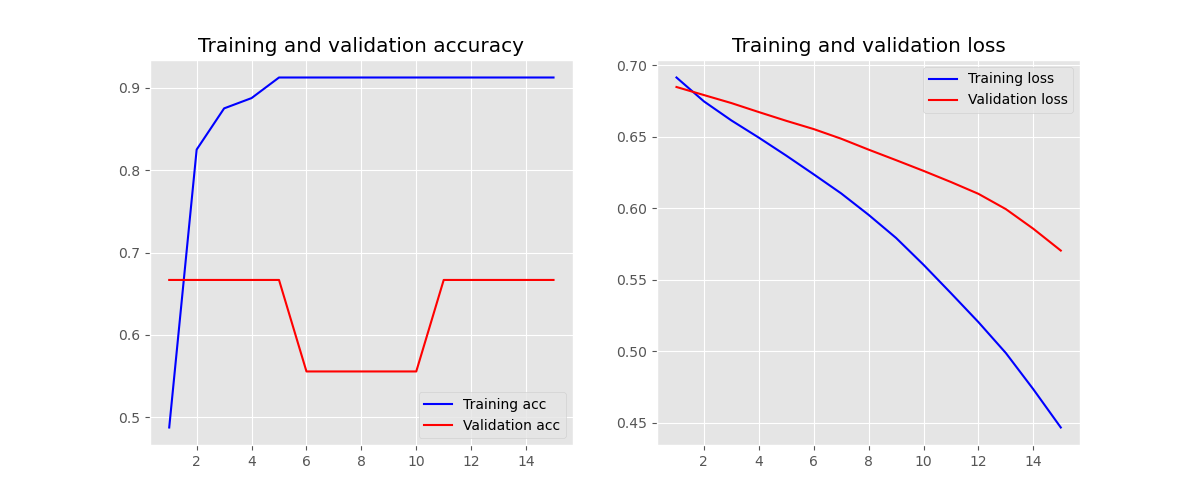 Training and validation accuracy
0.9
0.8
0.7
0.6
0.5
2 4 6 8 10 12 14
Training acc
Validation acc
Training and validation loss
0.70
0.65
0.60
0.55
0.50
0.45
2 4 6 8 10 12 14
Training loss
Validation loss